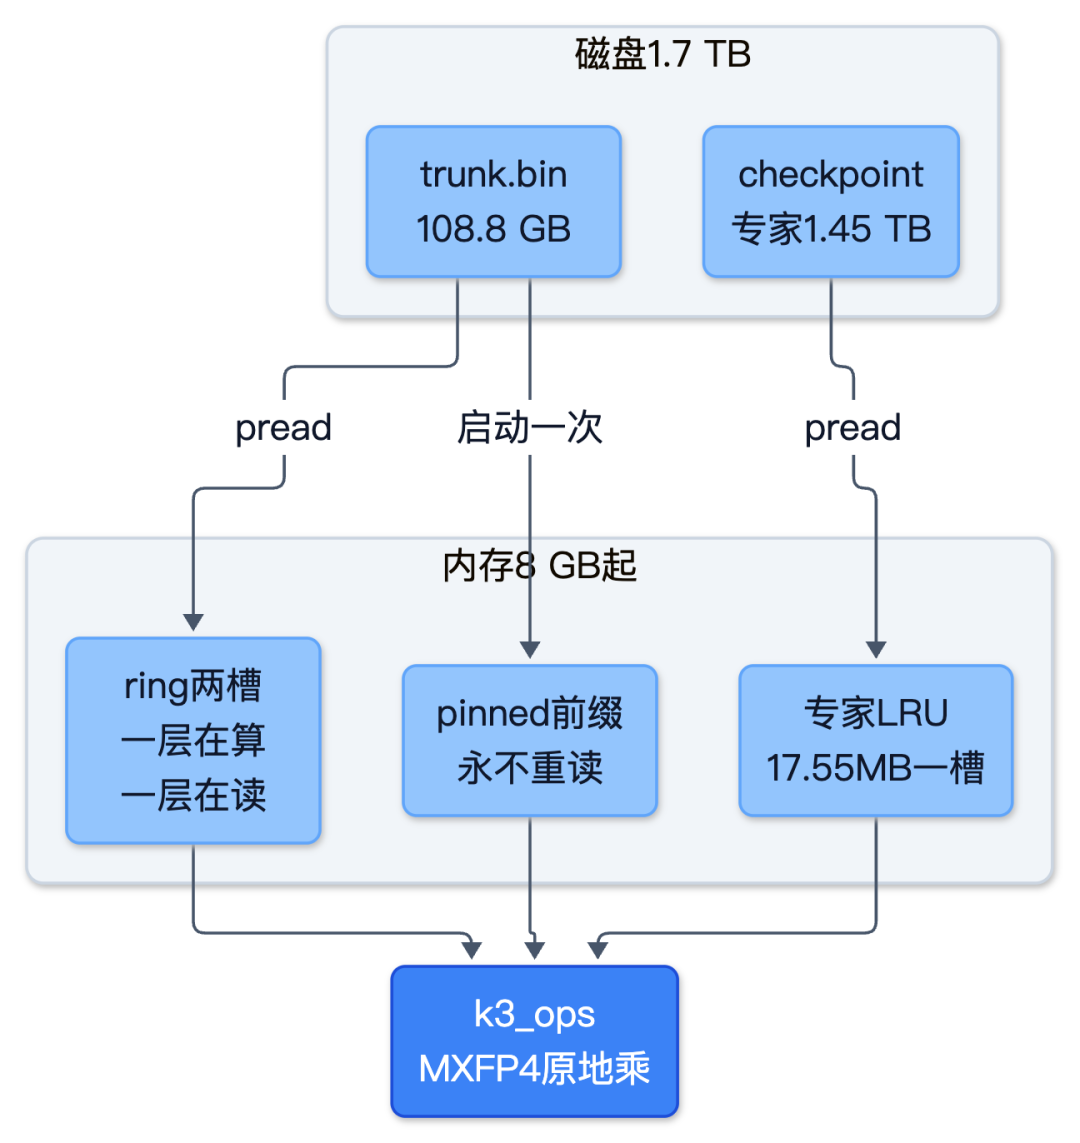 磁盘1.7 TB
trunk.bin
108.8 GB
checkpoint
专家1.45 TB
pread
启动一次
pread
内存8 GB起
ring两槽
一层在算
一层在读
pinned前缀
永不重读
专家LRU
17.55MB一槽
k3_ops
MXFP4原地乘